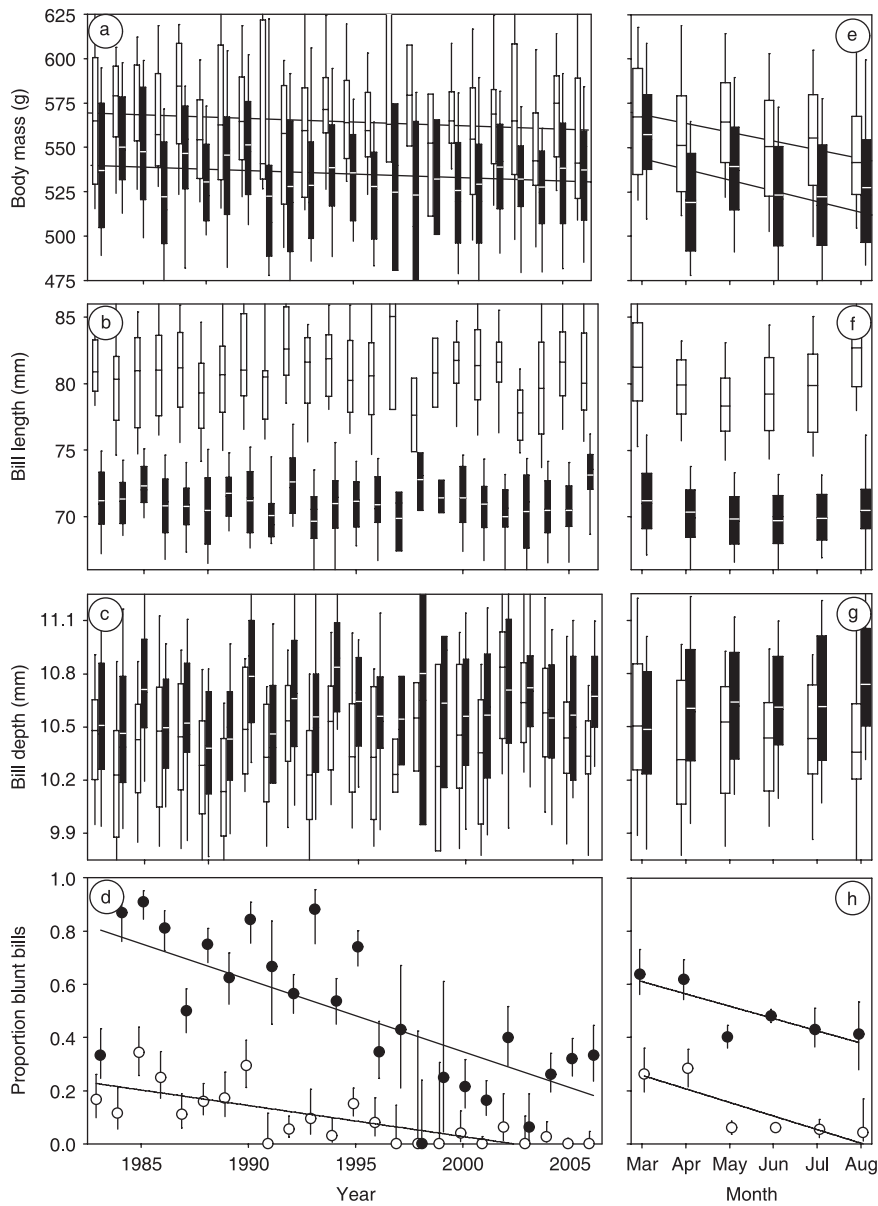 a
e
Body mass (g)
625
600
575
550
525
500
475
b
f
Bill length (mm)
85
80
75
70
c
g
Bill depth (mm)
11.1
10.8
10.5
10.2
9.9
d
h
Proportion blunt bills
1.0
0.8
0.6
0.4
0.2
0.0
1985 1990 1995 2000 2005
Mar Apr May Jun Jul Aug
Year
Month